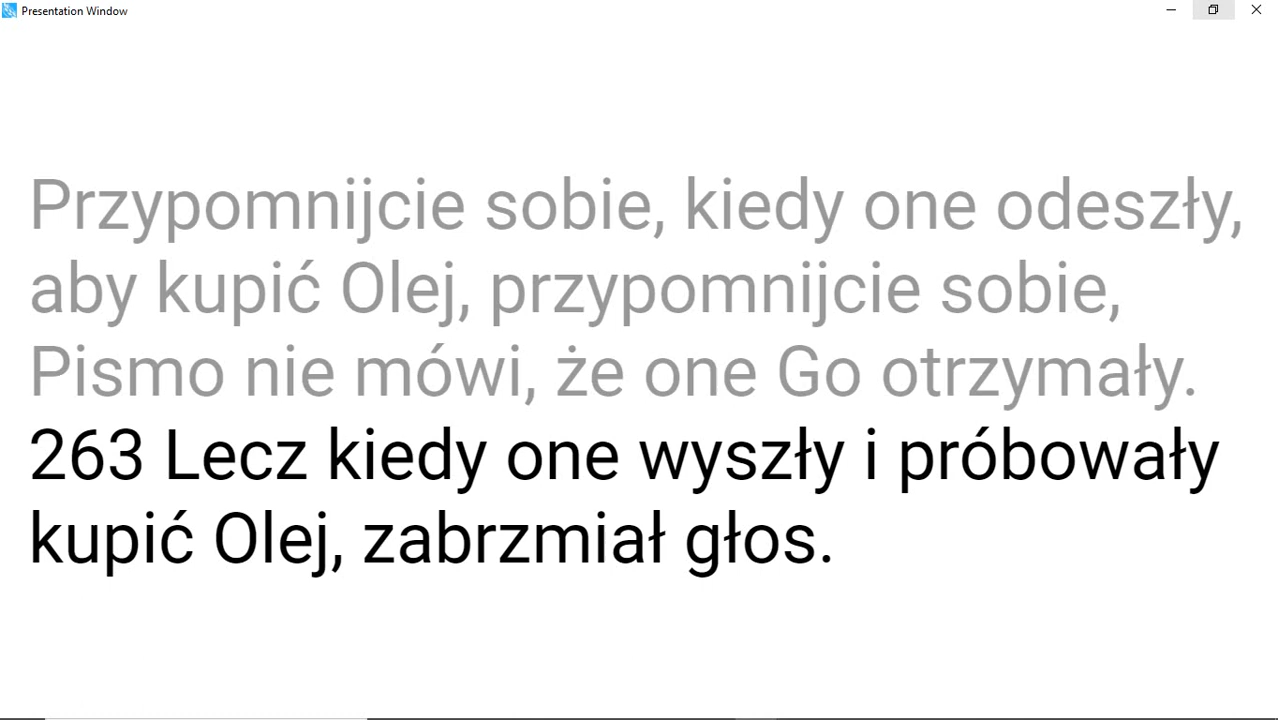 Presentation Window
Przypomnijcie sobie, kiedy one odeszły,
aby kupić Olej, przypomnijcie sobie,
Pismo nie mówi, że one Go otrzymały.
263 Lecz kiedy one wyszły i próbowały
kupić Olej, zabrzmiał głos.